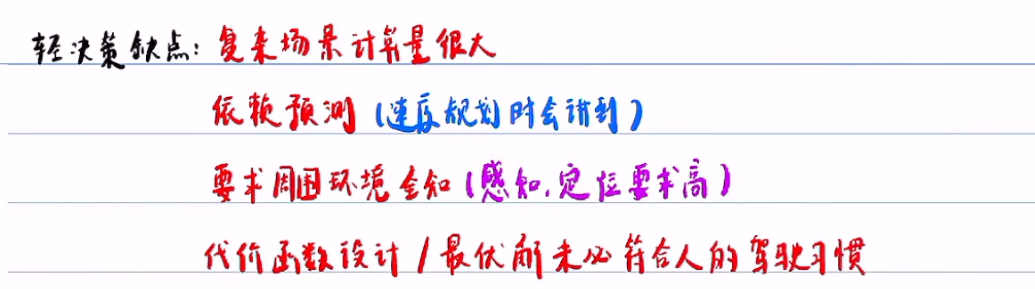 轻决策缺点：复杂场景计算量很大
依赖预测（速度规划时会讲到）
要求周围环境全知（感知，定位要求高）
代价函数设计/最优解未必符合人的驾驶习惯